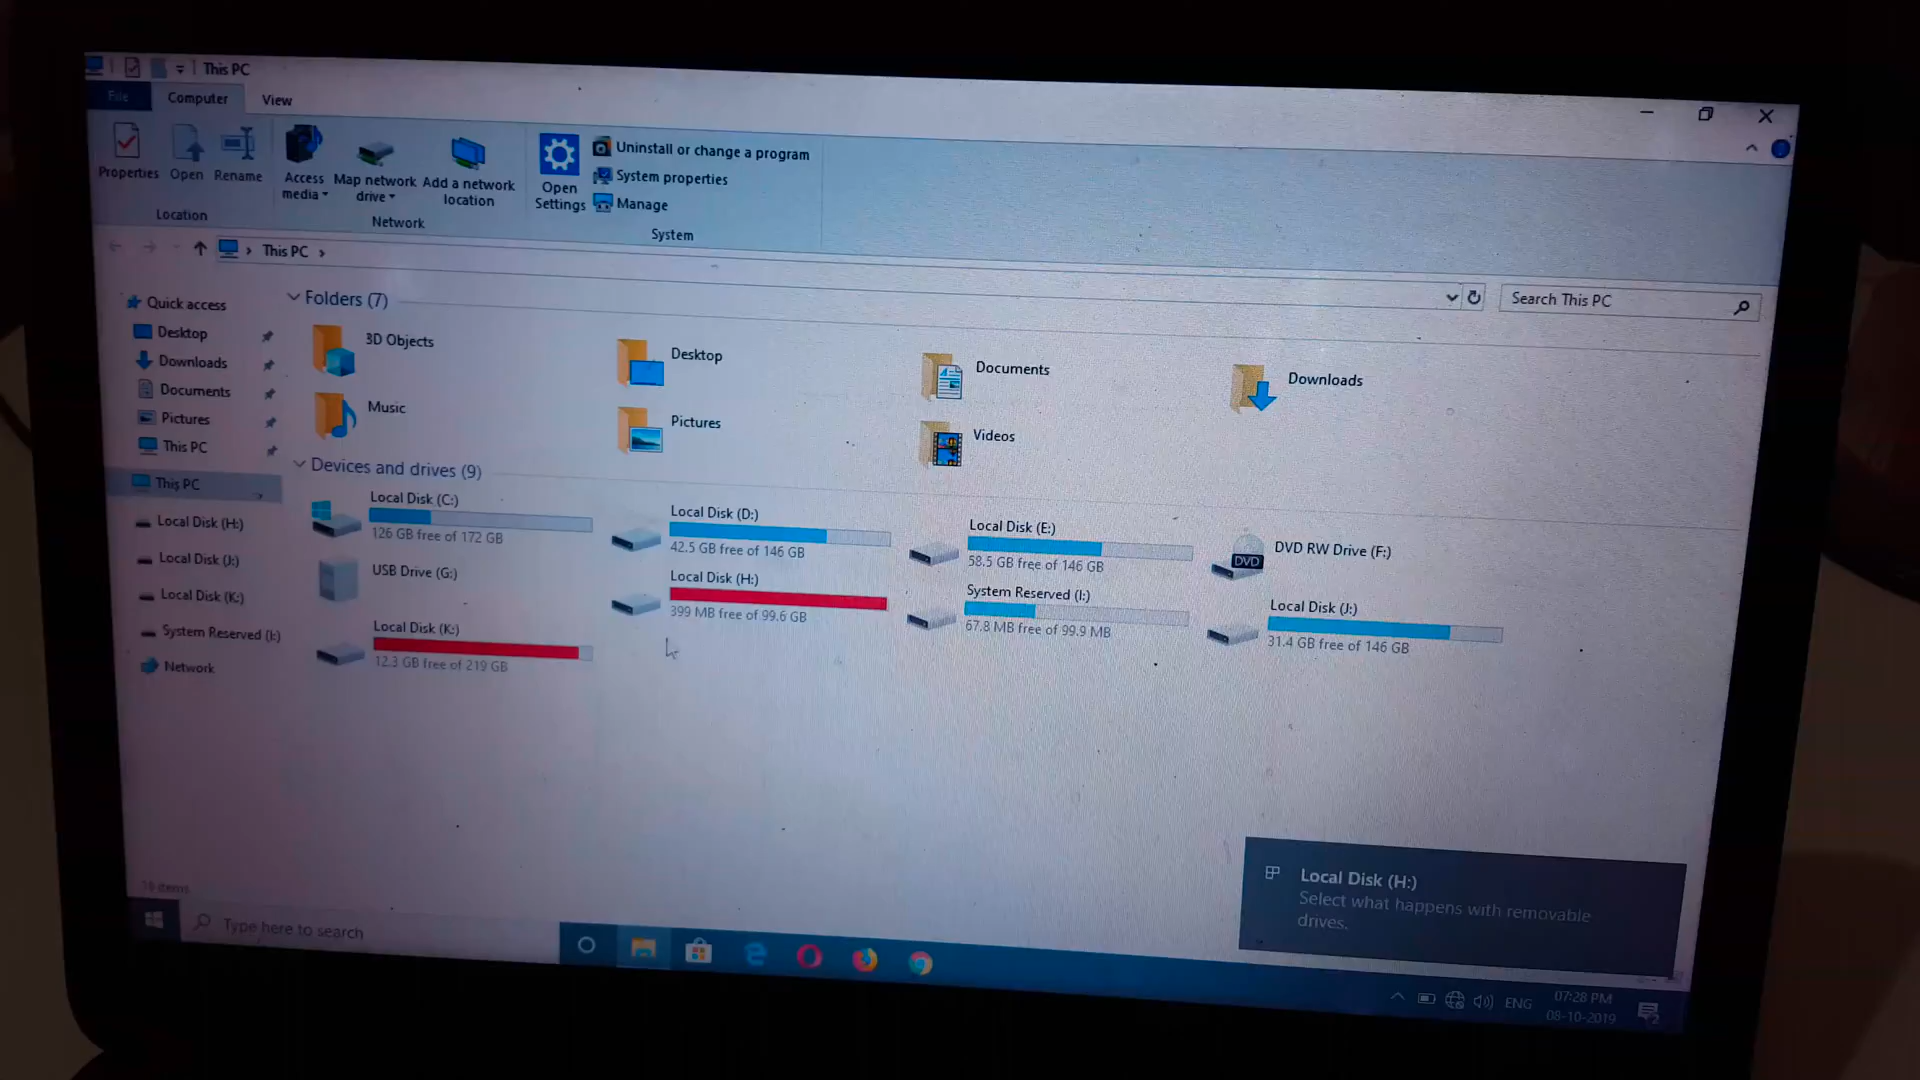 This PC
File
Computer
View
Properties
Open
Rename
Access
media
Map network
drive
Add a network
location
Open
Settings
Uninstall or change a program
System properties
Manage
Location
Network
System
This PC
Search This PC
Quick access
Desktop
Downloads
Documents
Pictures
This PC
This PC
Local Disk (H:)
Local Disk (J:)
Local Disk (K:)
System Reserved (I:)
Network
Folders (7)
3D Objects
Desktop
Documents
Downloads
Music
Pictures
Videos
Devices and drives (9)
Local Disk (C:)
126 GB free of 172 GB
Local Disk (D:)
42.5 GB free of 146 GB
Local Disk (E:)
58.5 GB free of 146 GB
DVD RW Drive (F:)
DVD
USB Drive (G:)
Local Disk (H:)
399 MB free of 99.6 GB
System Reserved (I:)
67.8 MB free of 99.9 MB
Local Disk (J:)
31.4 GB free of 146 GB
Local Disk (K:)
12.3 GB free of 219 GB
Local Disk (H:)
Select what happens with removable
drives.
items
Type here to search
ENG
07:28 PM
08-10-2019
2